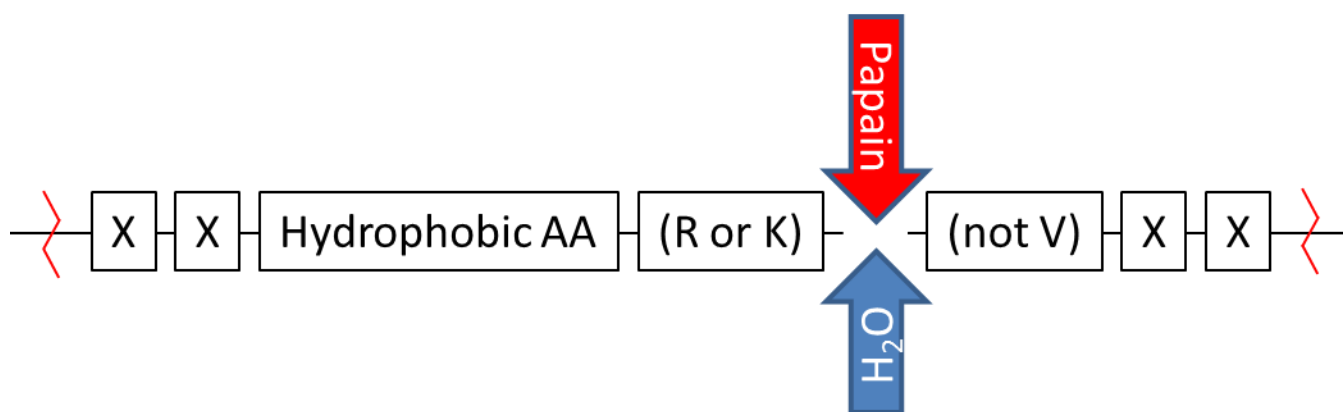 Papain
X X Hydrophobic AA (R or K) (not V) X X
H₂O